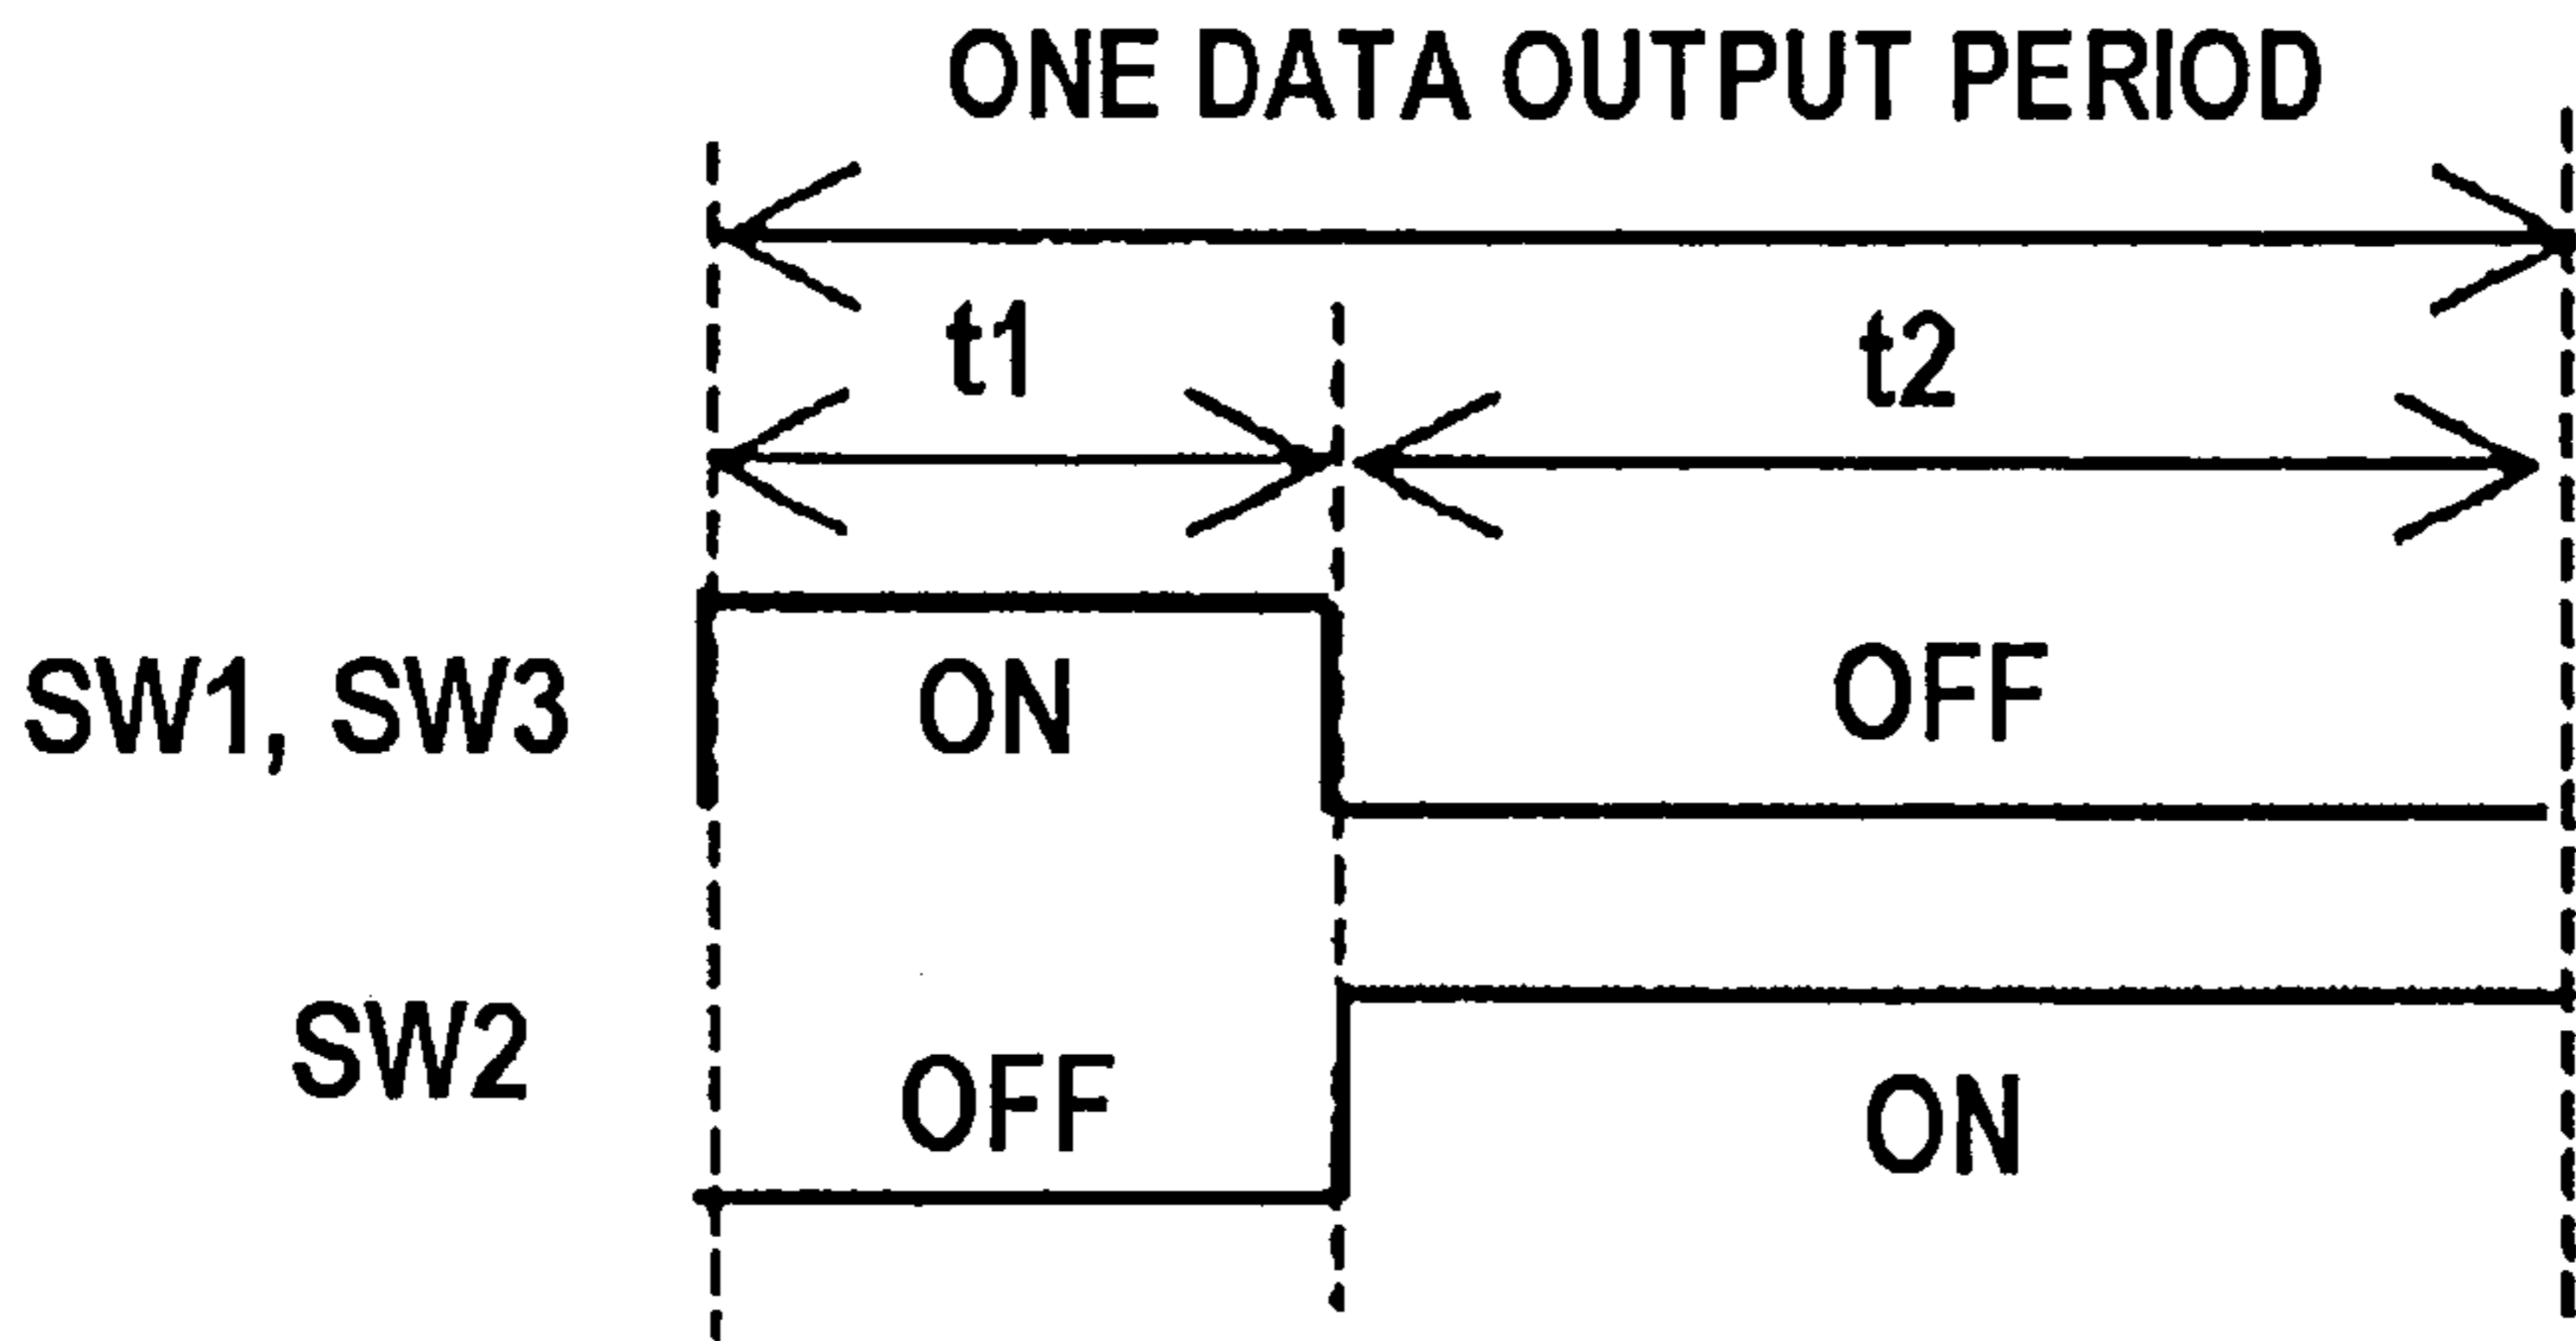 ONE DATA OUTPUT PERIOD
t1
t2
SW1, SW3
ON
OFF
SW2
OFF
ON